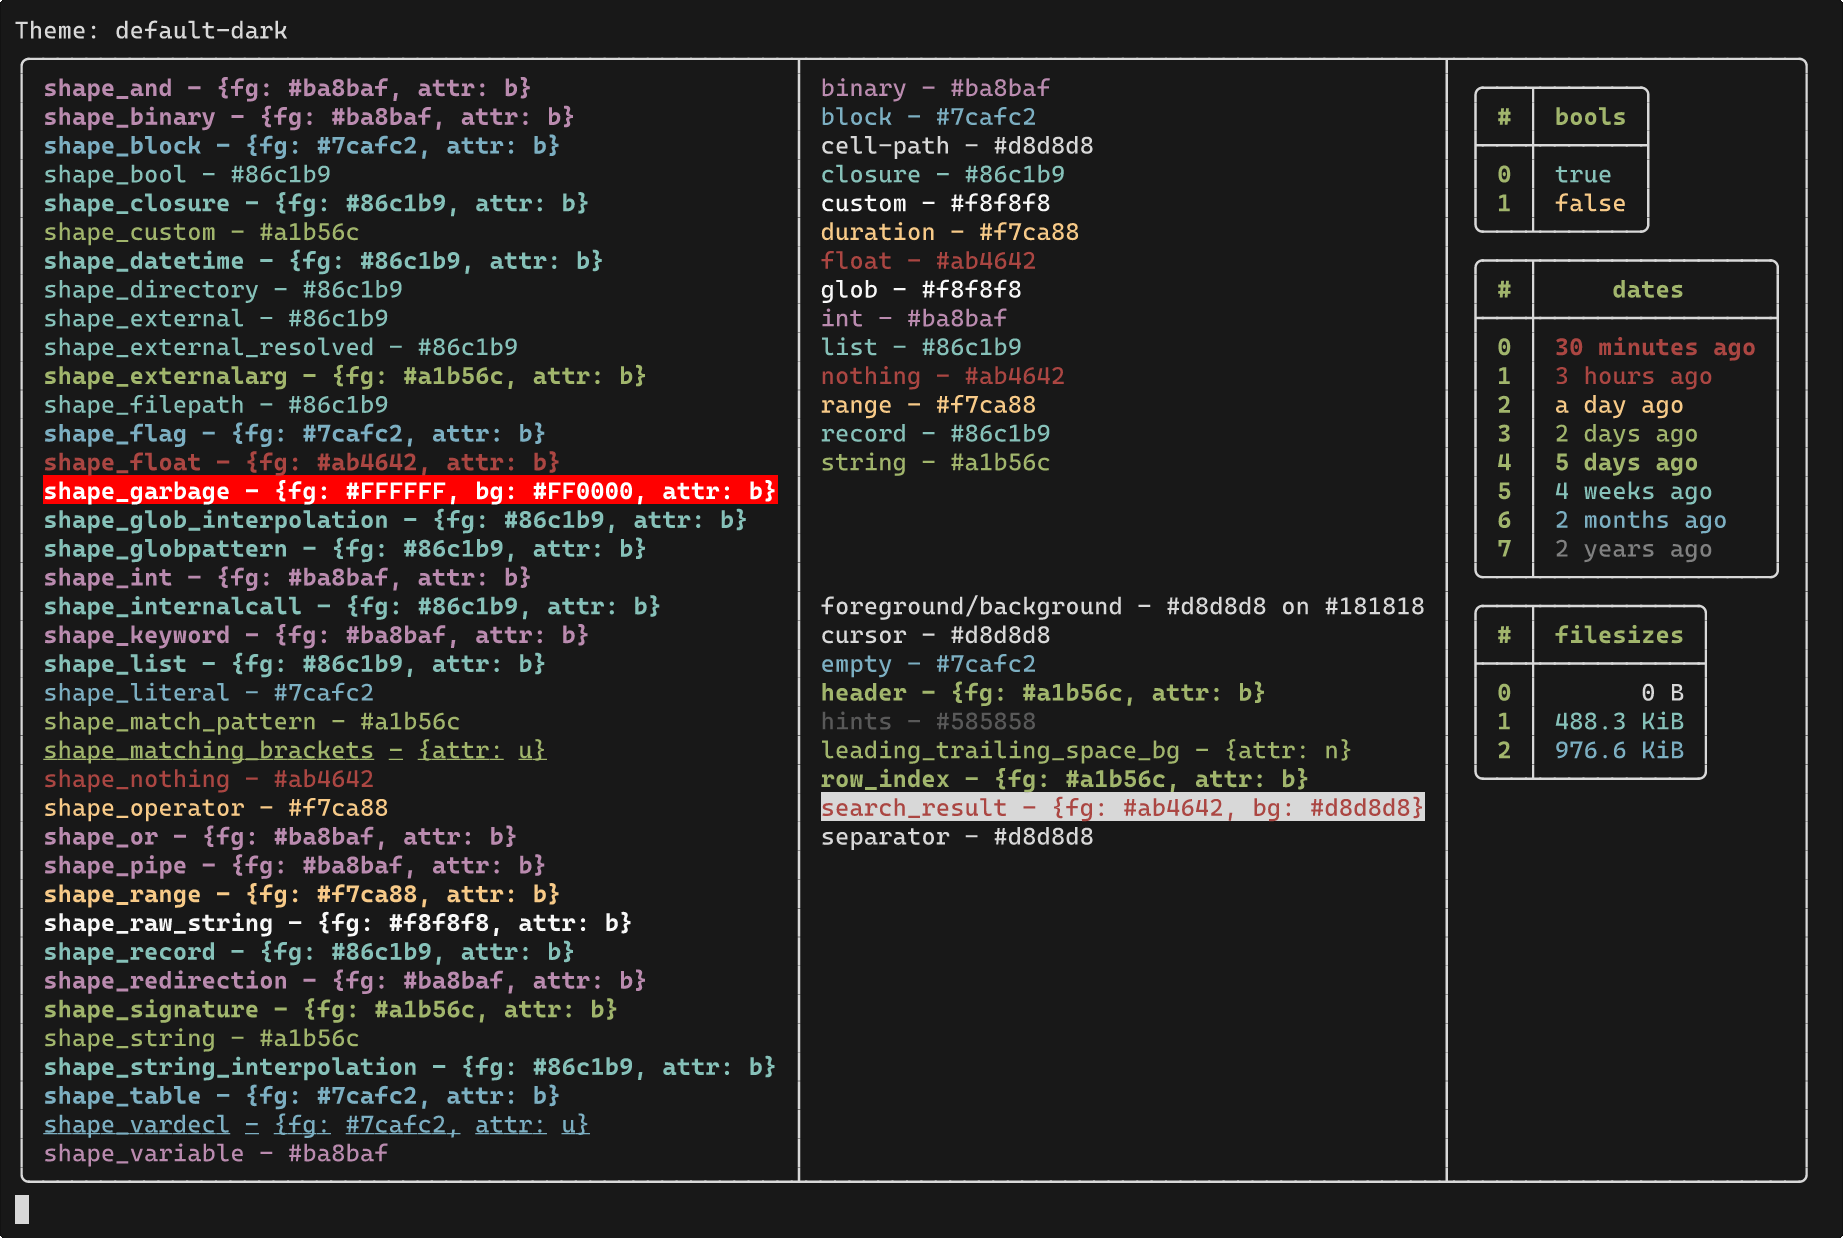 Theme: default-dark
shape_and - {fg: #ba8baf, attr: b}
shape_binary - {fg: #ba8baf, attr: b}
shape_block - {fg: #7cafc2, attr: b}
shape_bool - #86c1b9
shape_closure - {fg: #86c1b9, attr: b}
shape_custom - #a1b56c
shape_datetime - {fg: #86c1b9, attr: b}
shape_directory - #86c1b9
shape_external - #86c1b9
shape_external_resolved - #86c1b9
shape_externalarg - {fg: #a1b56c, attr: b}
shape_filepath - #86c1b9
shape_flag - {fg: #7cafc2, attr: b}
shape_float - {fg: #ab4642, attr: b}
shape_garbage - {fg: #FFFFFF, bg: #FF0000, attr: b}
shape_glob_interpolation - {fg: #86c1b9, attr: b}
shape_globpattern - {fg: #86c1b9, attr: b}
shape_int - {fg: #ba8baf, attr: b}
shape_internalcall - {fg: #86c1b9, attr: b}
shape_keyword - {fg: #ba8baf, attr: b}
shape_list - {fg: #86c1b9, attr: b}
shape_literal - #7cafc2
shape_match_pattern - #a1b56c
shape_matching_brackets - {attr: u}
shape_nothing - #ab4642
shape_operator - #f7ca88
shape_or - {fg: #ba8baf, attr: b}
shape_pipe - {fg: #ba8baf, attr: b}
shape_range - {fg: #f7ca88, attr: b}
shape_raw_string - {fg: #f8f8f8, attr: b}
shape_record - {fg: #86c1b9, attr: b}
shape_redirection - {fg: #ba8baf, attr: b}
shape_signature - {fg: #a1b56c, attr: b}
shape_string - #a1b56c
shape_string_interpolation - {fg: #86c1b9, attr: b}
shape_table - {fg: #7cafc2, attr: b}
shape_vardecl - {fg: #7cafc2, attr: u}
shape_variable - #ba8baf
binary - #ba8baf
block - #7cafc2
cell-path - #d8d8d8
closure - #86c1b9
custom - #f8f8f8
duration - #f7ca88
float - #ab4642
glob - #f8f8f8
int - #ba8baf
list - #86c1b9
nothing - #ab4642
range - #f7ca88
record - #86c1b9
string - #a1b56c
foreground/background - #d8d8d8 on #181818
cursor - #d8d8d8
empty - #7cafc2
header - {fg: #a1b56c, attr: b}
hints - #585858
leading_trailing_space_bg - {attr: n}
row_index - {fg: #a1b56c, attr: b}
search_result - {fg: #ab4642, bg: #d8d8d8}
separator - #d8d8d8
# bools
0 true
1 false
# dates
0 30 minutes ago
1 3 hours ago
2 a day ago
3 2 days ago
4 5 days ago
5 4 weeks ago
6 2 months ago
7 2 years ago
# filesizes
0 0 B
1 488.3 KiB
2 976.6 KiB